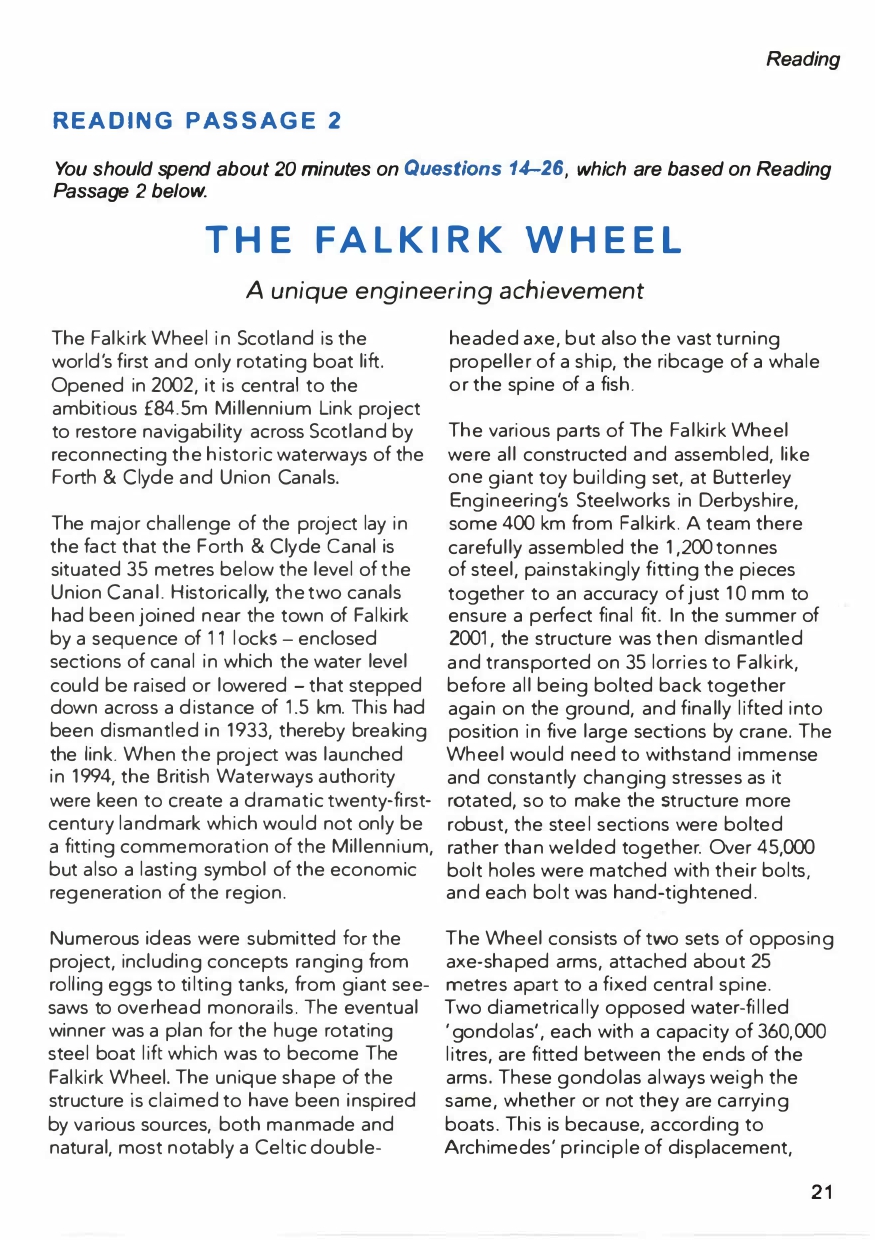 Reading
READING PASSAGE 2
You should spend about 20 minutes on Questions 14–26, which are based on Reading
Passage 2 below.
THE FALKIRK WHEEL
A unique engineering achievement
The Falkirk Wheel in Scotland is the
world's first and only rotating boat lift.
Opened in 2002, it is central to the
ambitious £84.5m Millennium Link project
to restore navigability across Scotland by
reconnecting the historic waterways of the
Forth & Clyde and Union Canals.
The major challenge of the project lay in
the fact that the Forth & Clyde Canal is
situated 35 metres below the level of the
Union Canal. Historically, the two canals
had been joined near the town of Falkirk
by a sequence of 11 locks – enclosed
sections of canal in which the water level
could be raised or lowered – that stepped
down across a distance of 1.5 km. This had
been dismantled in 1933, thereby breaking
the link. When the project was launched
in 1994, the British Waterways authority
were keen to create a dramatic twenty-first-
century landmark which would not only be
a fitting commemoration of the Millennium,
but also a lasting symbol of the economic
regeneration of the region.
Numerous ideas were submitted for the
project, including concepts ranging from
rolling eggs to tilting tanks, from giant see-
saws to overhead monorails. The eventual
winner was a plan for the huge rotating
steel boat lift which was to become The
Falkirk Wheel. The unique shape of the
structure is claimed to have been inspired
by various sources, both manmade and
natural, most notably a Celtic double-
headed axe, but also the vast turning
propeller of a ship, the ribcage of a whale
or the spine of a fish.
The various parts of The Falkirk Wheel
were all constructed and assembled, like
one giant toy building set, at Butterley
Engineering's Steelworks in Derbyshire,
some 400 km from Falkirk. A team there
carefully assembled the 1,200 tonnes
of steel, painstakingly fitting the pieces
together to an accuracy of just 10 mm to
ensure a perfect final fit. In the summer of
2001, the structure was then dismantled
and transported on 35 lorries to Falkirk,
before all being bolted back together
again on the ground, and finally lifted into
position in five large sections by crane. The
Wheel would need to withstand immense
and constantly changing stresses as it
rotated, so to make the structure more
robust, the steel sections were bolted
rather than welded together. Over 45,000
bolt holes were matched with their bolts,
and each bolt was hand-tightened.
The Wheel consists of two sets of opposing
axe-shaped arms, attached about 25
metres apart to a fixed central spine.
Two diametrically opposed water-filled
'gondolas', each with a capacity of 360,000
litres, are fitted between the ends of the
arms. These gondolas always weigh the
same, whether or not they are carrying
boats. This is because, according to
Archimedes' principle of displacement,
21